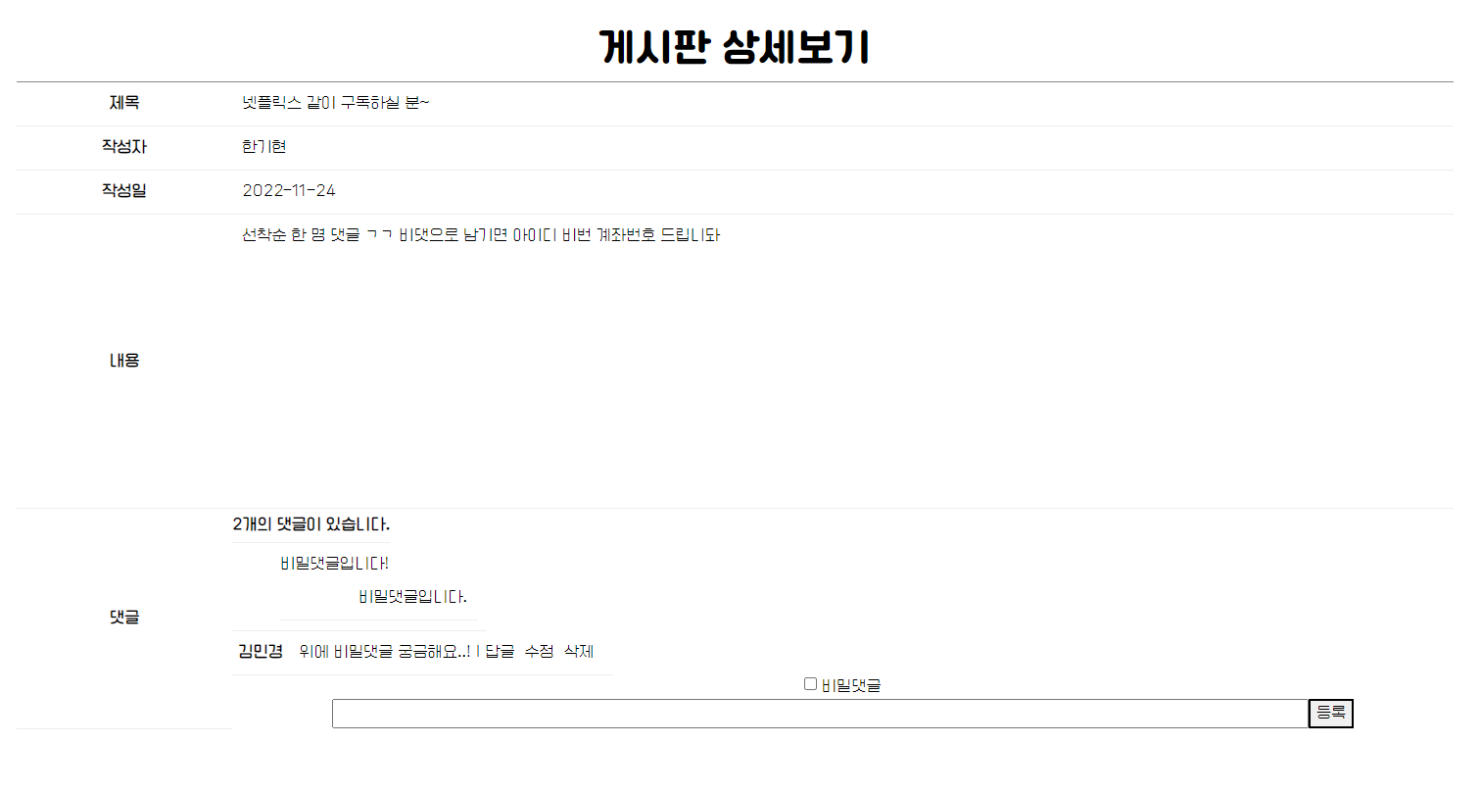 게시판 상세보기
제목 넷플릭스 같이 구독하실 분~
작성자 한기현
작성일 2022-11-24
선착순 한 명 댓글 ㄱㄱ 비댓으로 남기면 아이디 비번 계좌번호 드립니돠
내용
2개의 댓글이 있습니다.
비밀댓글입니다!
비밀댓글입니다.
댓글
김민경 위에 비밀댓글 궁금해요..! | 답글 수정 삭제
비밀댓글
등록